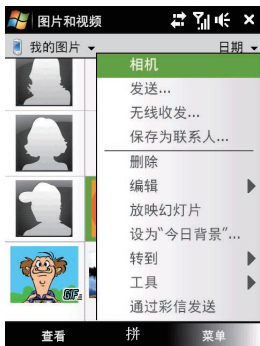 图片和视频
我的图片 日期
相机
发送...
无线收发...
保存为联系人...
删除
编辑
放映幻灯片
设为“今日背景”...
转到
工具
通过彩信发送
GIF
查看 拼 菜单